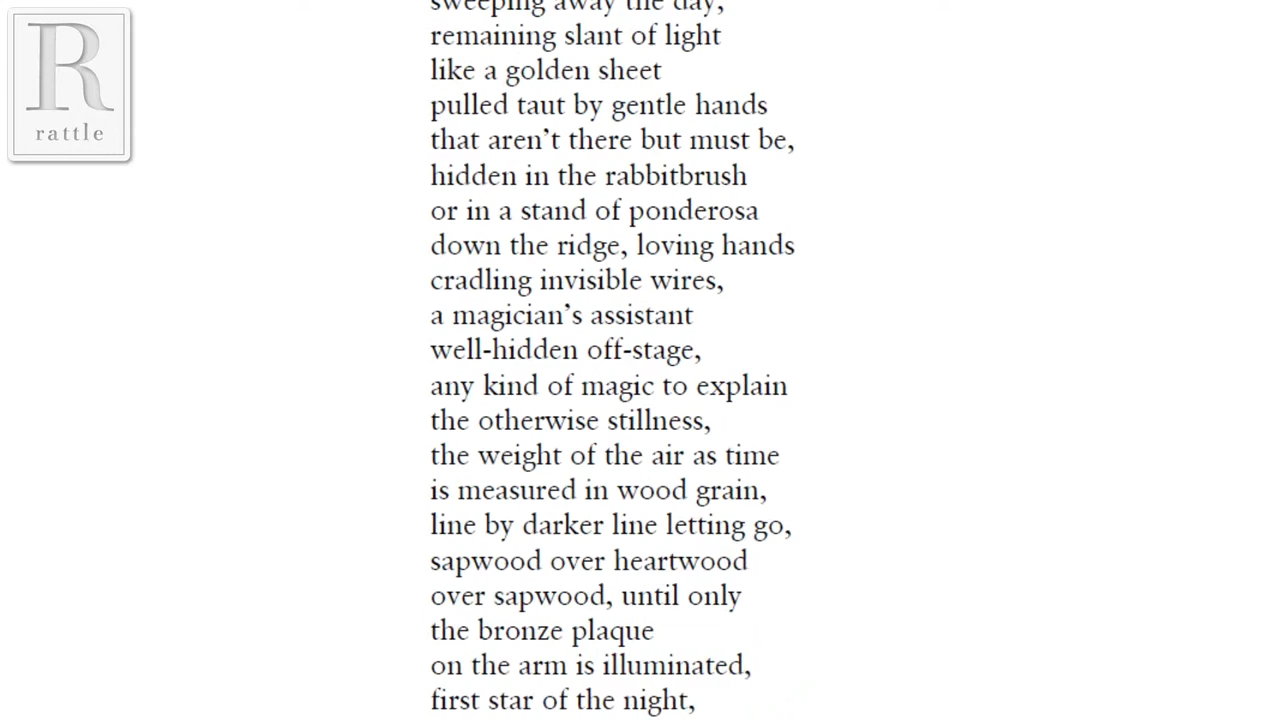 R
rattle
sweeping away the day,
remaining slant of light
like a golden sheet
pulled taut by gentle hands
that aren’t there but must be,
hidden in the rabbitbrush
or in a stand of ponderosa
down the ridge, loving hands
cradling invisible wires,
a magician’s assistant
well-hidden off-stage,
any kind of magic to explain
the otherwise stillness,
the weight of the air as time
is measured in wood grain,
line by darker line letting go,
sapwood over heartwood
over sapwood, until only
the bronze plaque
on the arm is illuminated,
first star of the night,